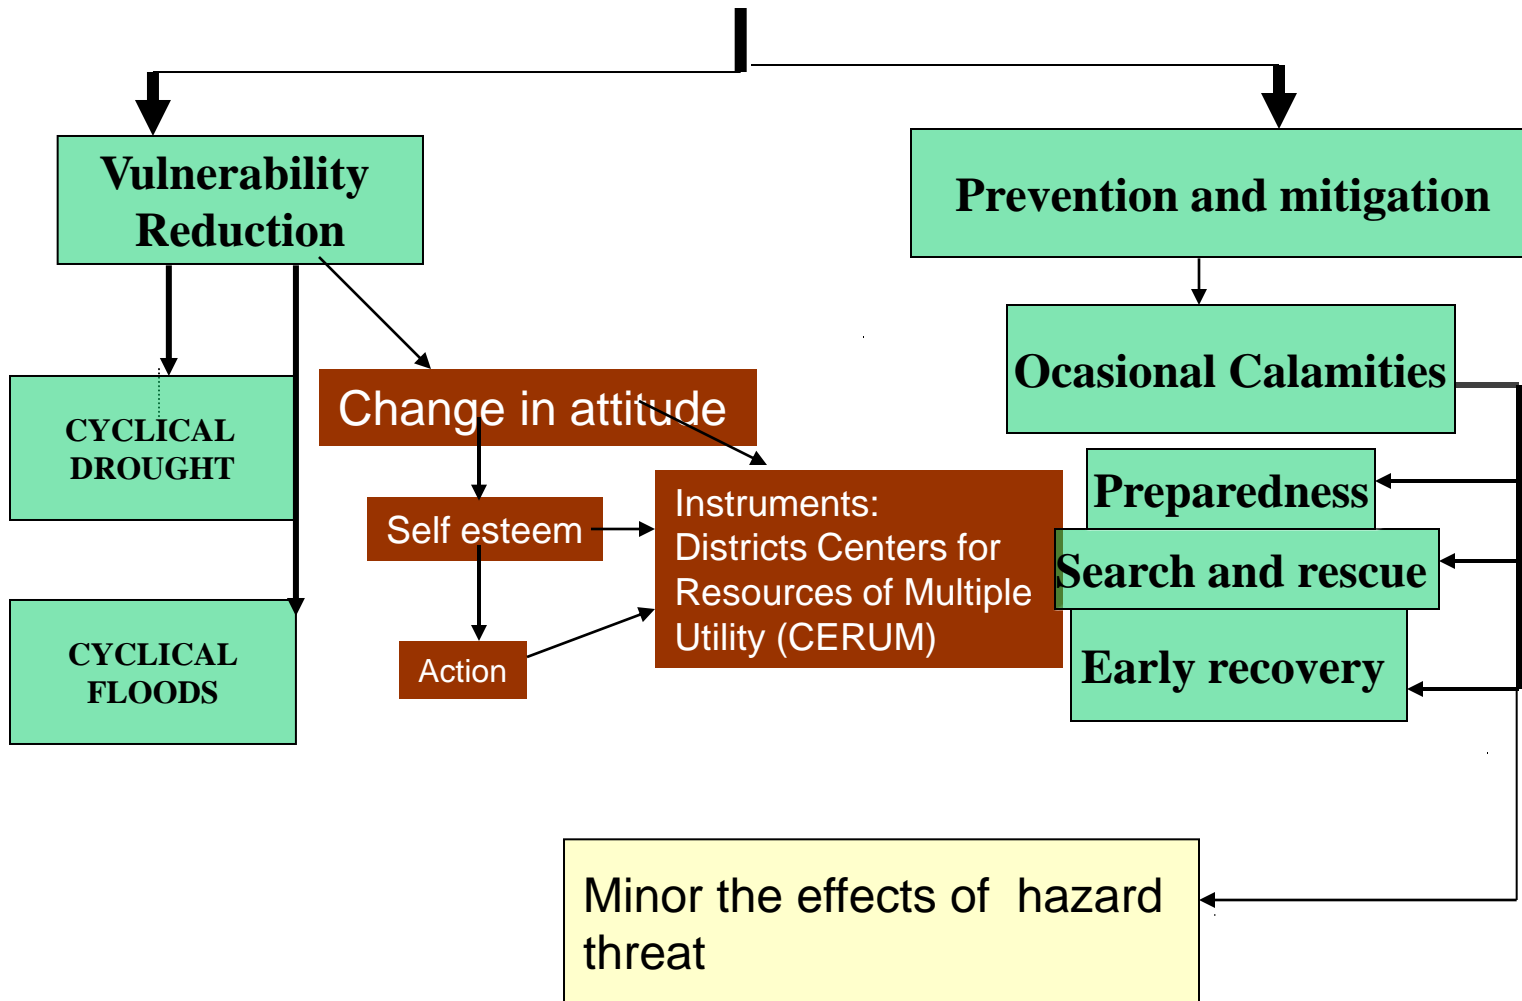 Vulnerability
Reduction
Prevention and mitigation
Ocasional Calamities
CYCLICAL
DROUGHT
Change in attitude
Preparedness
Self esteem
Instruments:
Districts Centers for
Resources of Multiple
Utility (CERUM)
Search and rescue
Action
Early recovery
CYCLICAL
FLOODS
Minor the effects of hazard
threat